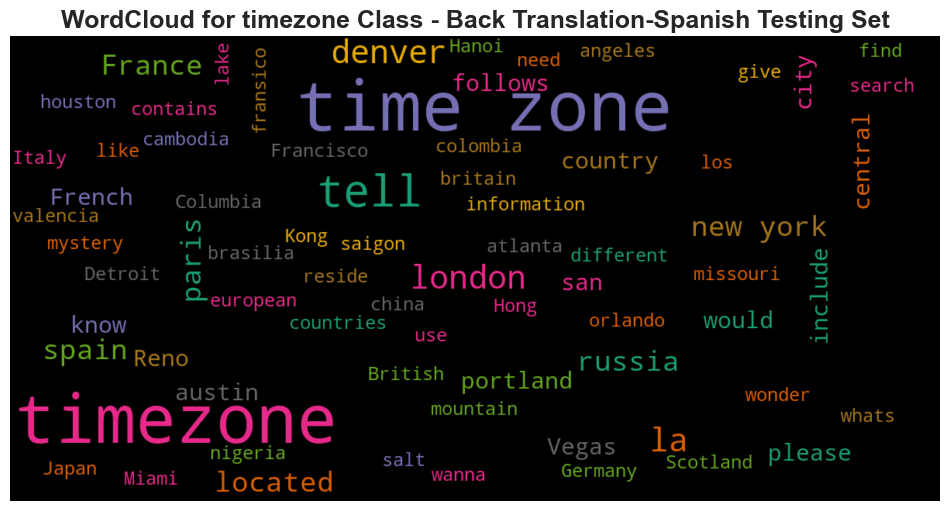 WordCloud for timezone Class - Back Translation-Spanish Testing Set
France
lake
fransico
denver
Hanoi
need
angeles
find
give
city
search
follows
houston
contains
time zone
cambodia
Italy
like
Francisco
colombia
country
los
central
britain
French
Columbia
tell
information
valencia
new york
mystery
paris
brasilia
Kong
saigon
atlanta
different
include
Detroit
reside
london
san
missouri
european
china
Hong
know
countries
use
orlando
would
spain
Reno
russia
British
portland
austin
mountain
wonder
timezone
whats
nigeria
salt
Vegas
la
Scotland
please
Japan
Miami
located
wanna
Germany